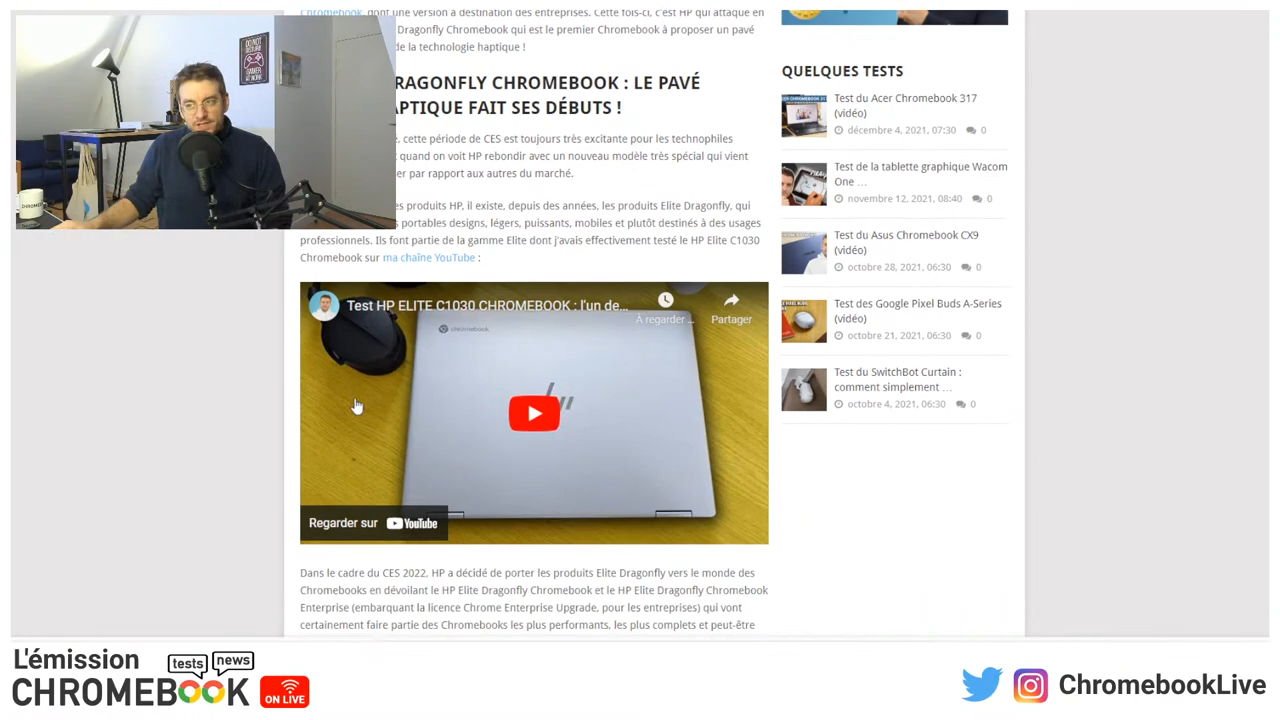 Chromebook, dont une version à destination des entreprises. Cette fois-ci, c'est HP qui attaque en
Dragonfly Chromebook qui est le premier Chromebook à proposer un pavé
de la technologie haptique !
RAGONFLY CHROMEBOOK : LE PAVÉ
APTIQUE FAIT SES DÉBUTS !
, cette période de CES est toujours très excitante pour les technophiles
quand on voit HP rebondir avec un nouveau modèle très spécial qui vient
er par rapport aux autres du marché.
es produits HP, il existe, depuis des années, les produits Elite Dragonfly, qui
s portables designs, légers, puissants, mobiles et plutôt destinés à des usages
professionnels. Ils font partie de la gamme Elite dont j'avais effectivement testé le HP Elite C1030
Chromebook sur ma chaîne YouTube :
Test HP ELITE C1030 CHROMEBOOK : l'un de...
À regarder ...
Partager
chromebook
Regarder sur YouTube
Dans le cadre du CES 2022, HP a décidé de porter les produits Elite Dragonfly vers le monde des
Chromebooks en dévoilant le HP Elite Dragonfly Chromebook et le HP Elite Dragonfly Chromebook
Enterprise (embarquant la licence Chrome Enterprise Upgrade, pour les entreprises) qui vont
certainement faire partie des Chromebooks les plus performants, les plus complets et peut-être
QUELQUES TESTS
Test du Acer Chromebook 317
(vidéo)
décembre 4, 2021, 07:30 0
Test de la tablette graphique Wacom
One ...
novembre 12, 2021, 08:40 0
Test du Asus Chromebook CX9
(vidéo)
octobre 28, 2021, 06:30 0
Test des Google Pixel Buds A-Series
(vidéo)
octobre 21, 2021, 06:30 0
Test du SwitchBot Curtain :
comment simplement ...
octobre 4, 2021, 06:30 0
DO NOT
DISTURB
GAMER
AT WORK
L'émission
tests
news
CHROMEBOOK
ON LIVE
ChromebookLive